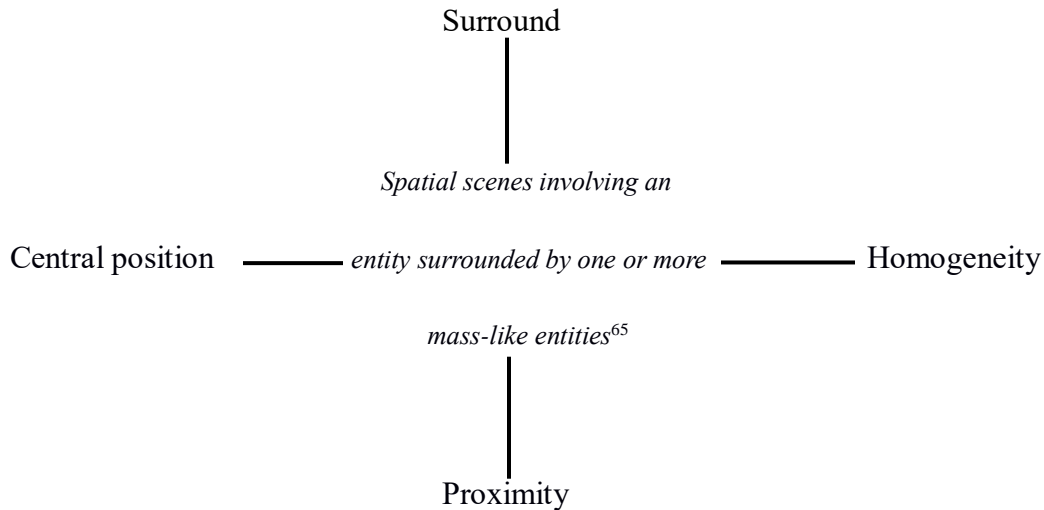 Surround
Spatial scenes involving an
Central position entity surrounded by one or more Homogeneity
mass-like entities⁶⁵
Proximity